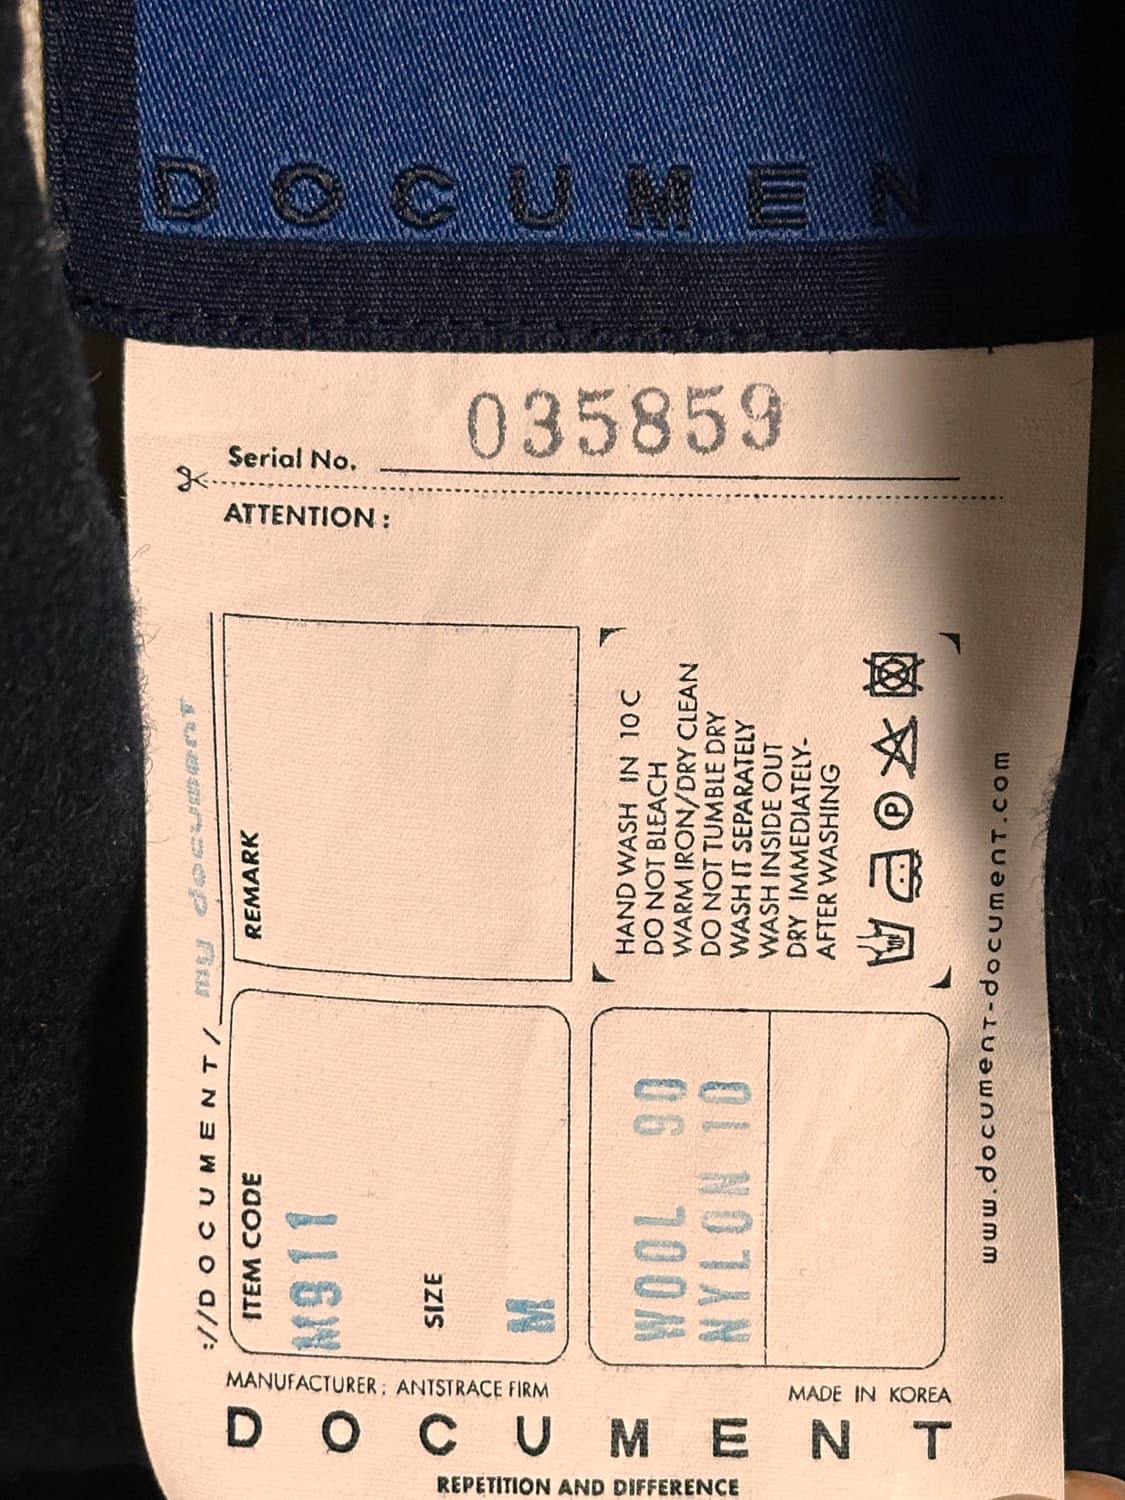 DOCUMENT
Serial No. 035859
ATTENTION :
://DOCUMENT/ my document
REMARK
ITEM CODE
M911
SIZE
M
HAND WASH IN 10 C
DO NOT BLEACH
WARM IRON/DRY CLEAN
DO NOT TUMBLE DRY
WASH IT SEPARATELY
WASH INSIDE OUT
DRY IMMEDIATELY-
AFTER WASHING
P
WOOL 90
NYLON 10
www.document-document.com
MANUFACTURER : ANTSTRACE FIRM
MADE IN KOREA
DOCUMENT
REPETITION AND DIFFERENCE